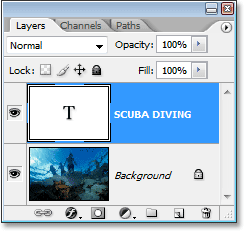 Layers Channels Paths
Normal Opacity: 100%
Lock: Fill: 100%
T SCUBA DIVING
Background